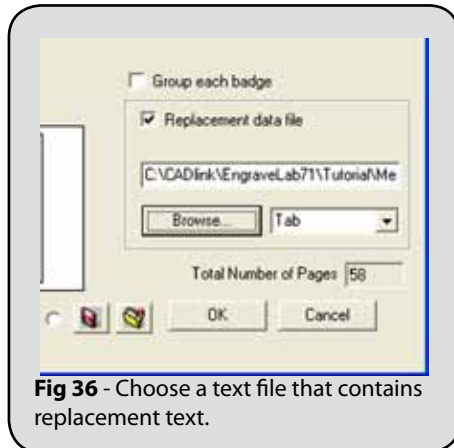 Group each badge
Replacement data file
C:\CADlink\EngraveLab71\Tutorial\Me
Browse... Tab
Total Number of Pages 58
OK Cancel
Fig 36 - Choose a text file that contains
replacement text.